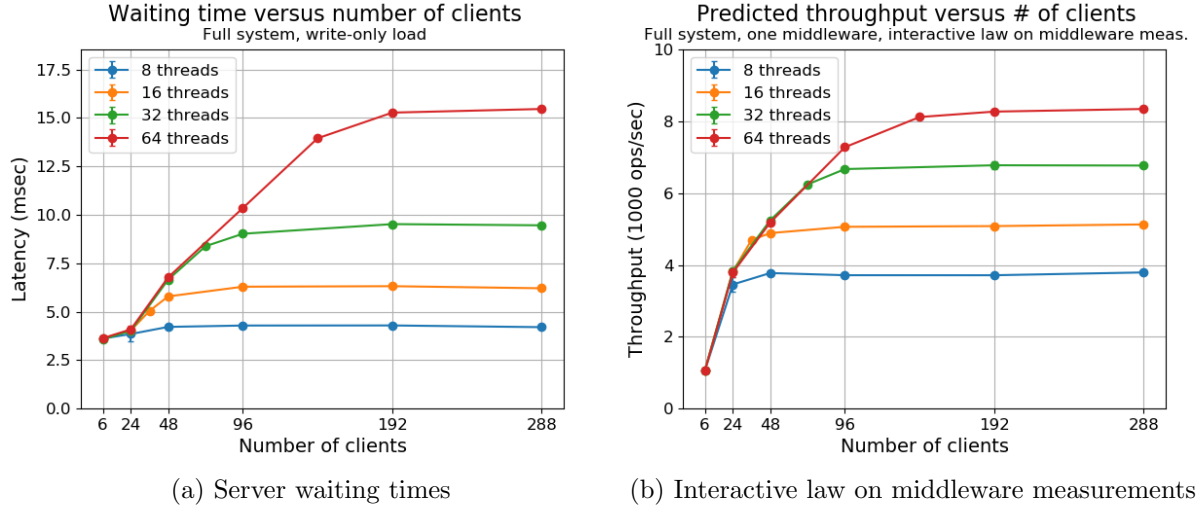 Waiting time versus number of clients
Full system, write-only load
17.5
15.0
12.5
10.0
7.5
5.0
2.5
0.0
Latency (msec)
8 threads
16 threads
32 threads
64 threads
6 24 48 96 192 288
Number of clients
(a) Server waiting times
Predicted throughput versus # of clients
Full system, one middleware, interactive law on middleware meas.
10
8
6
4
2
0
Throughput (1000 ops/sec)
8 threads
16 threads
32 threads
64 threads
6 24 48 96 192 288
Number of clients
(b) Interactive law on middleware measurements